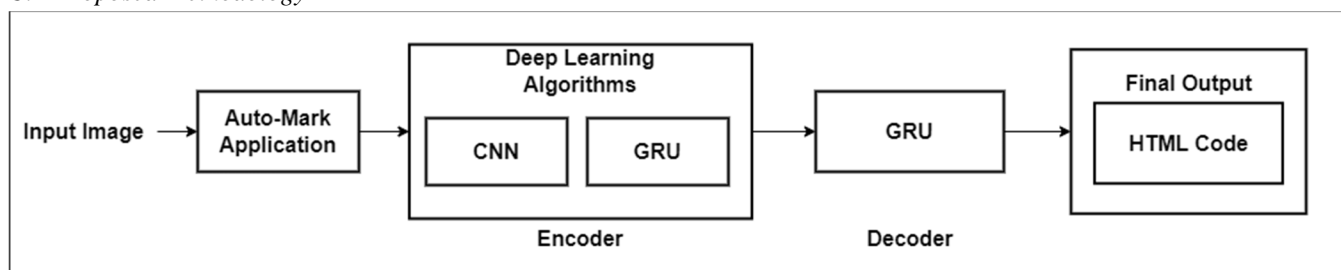 Deep Learning
Algorithms
Final Output
Auto-Mark
Application
Input Image
CNN
GRU
GRU
HTML Code
Encoder
Decoder